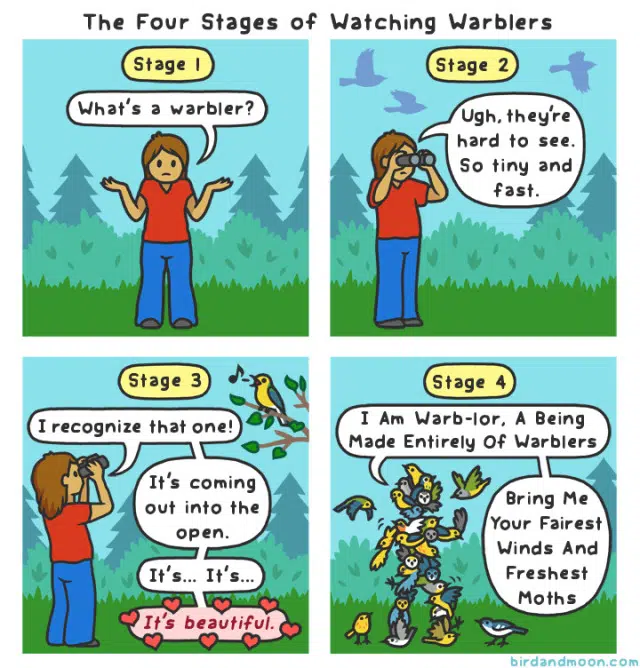 The Four Stages of Watching Warblers
Stage 1
What's a warbler?
Stage 2
Ugh, they're
hard to see.
So tiny and
fast.
Stage 3
I recognize that one!
It's coming
out into the
open.
It's... It's...
It's beautiful.
Stage 4
I Am Warb-lor, A Being
Made Entirely Of Warblers
Bring Me
Your Fairest
Winds And
Freshest
Moths
birdandmoon.com